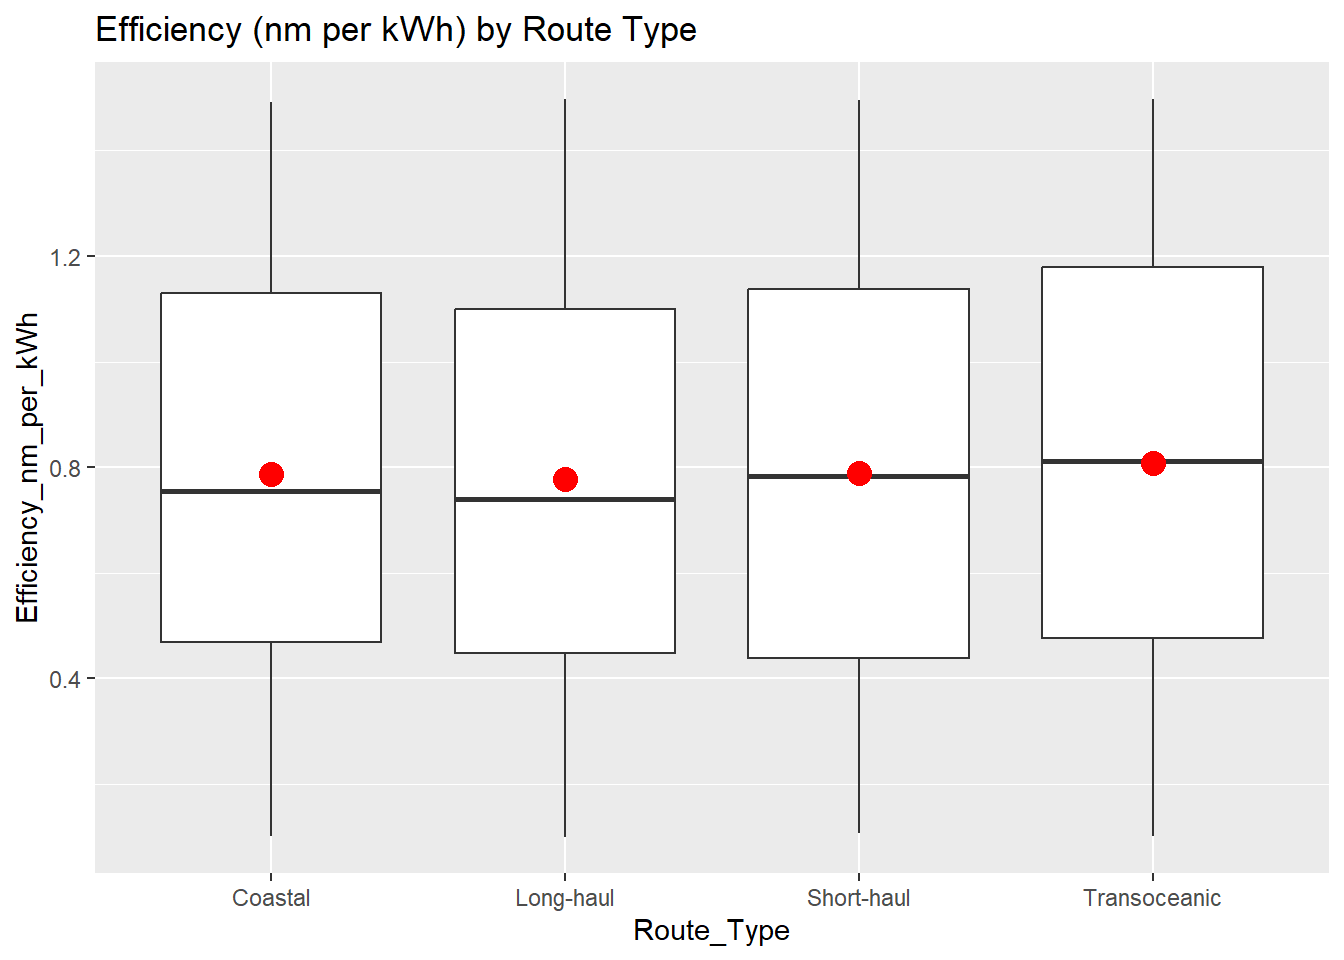 Efficiency (nm per kWh) by Route Type
Efficiency_nm_per_kWh
1.2
0.8
0.4
Coastal
Long-haul
Short-haul
Transoceanic
Route_Type